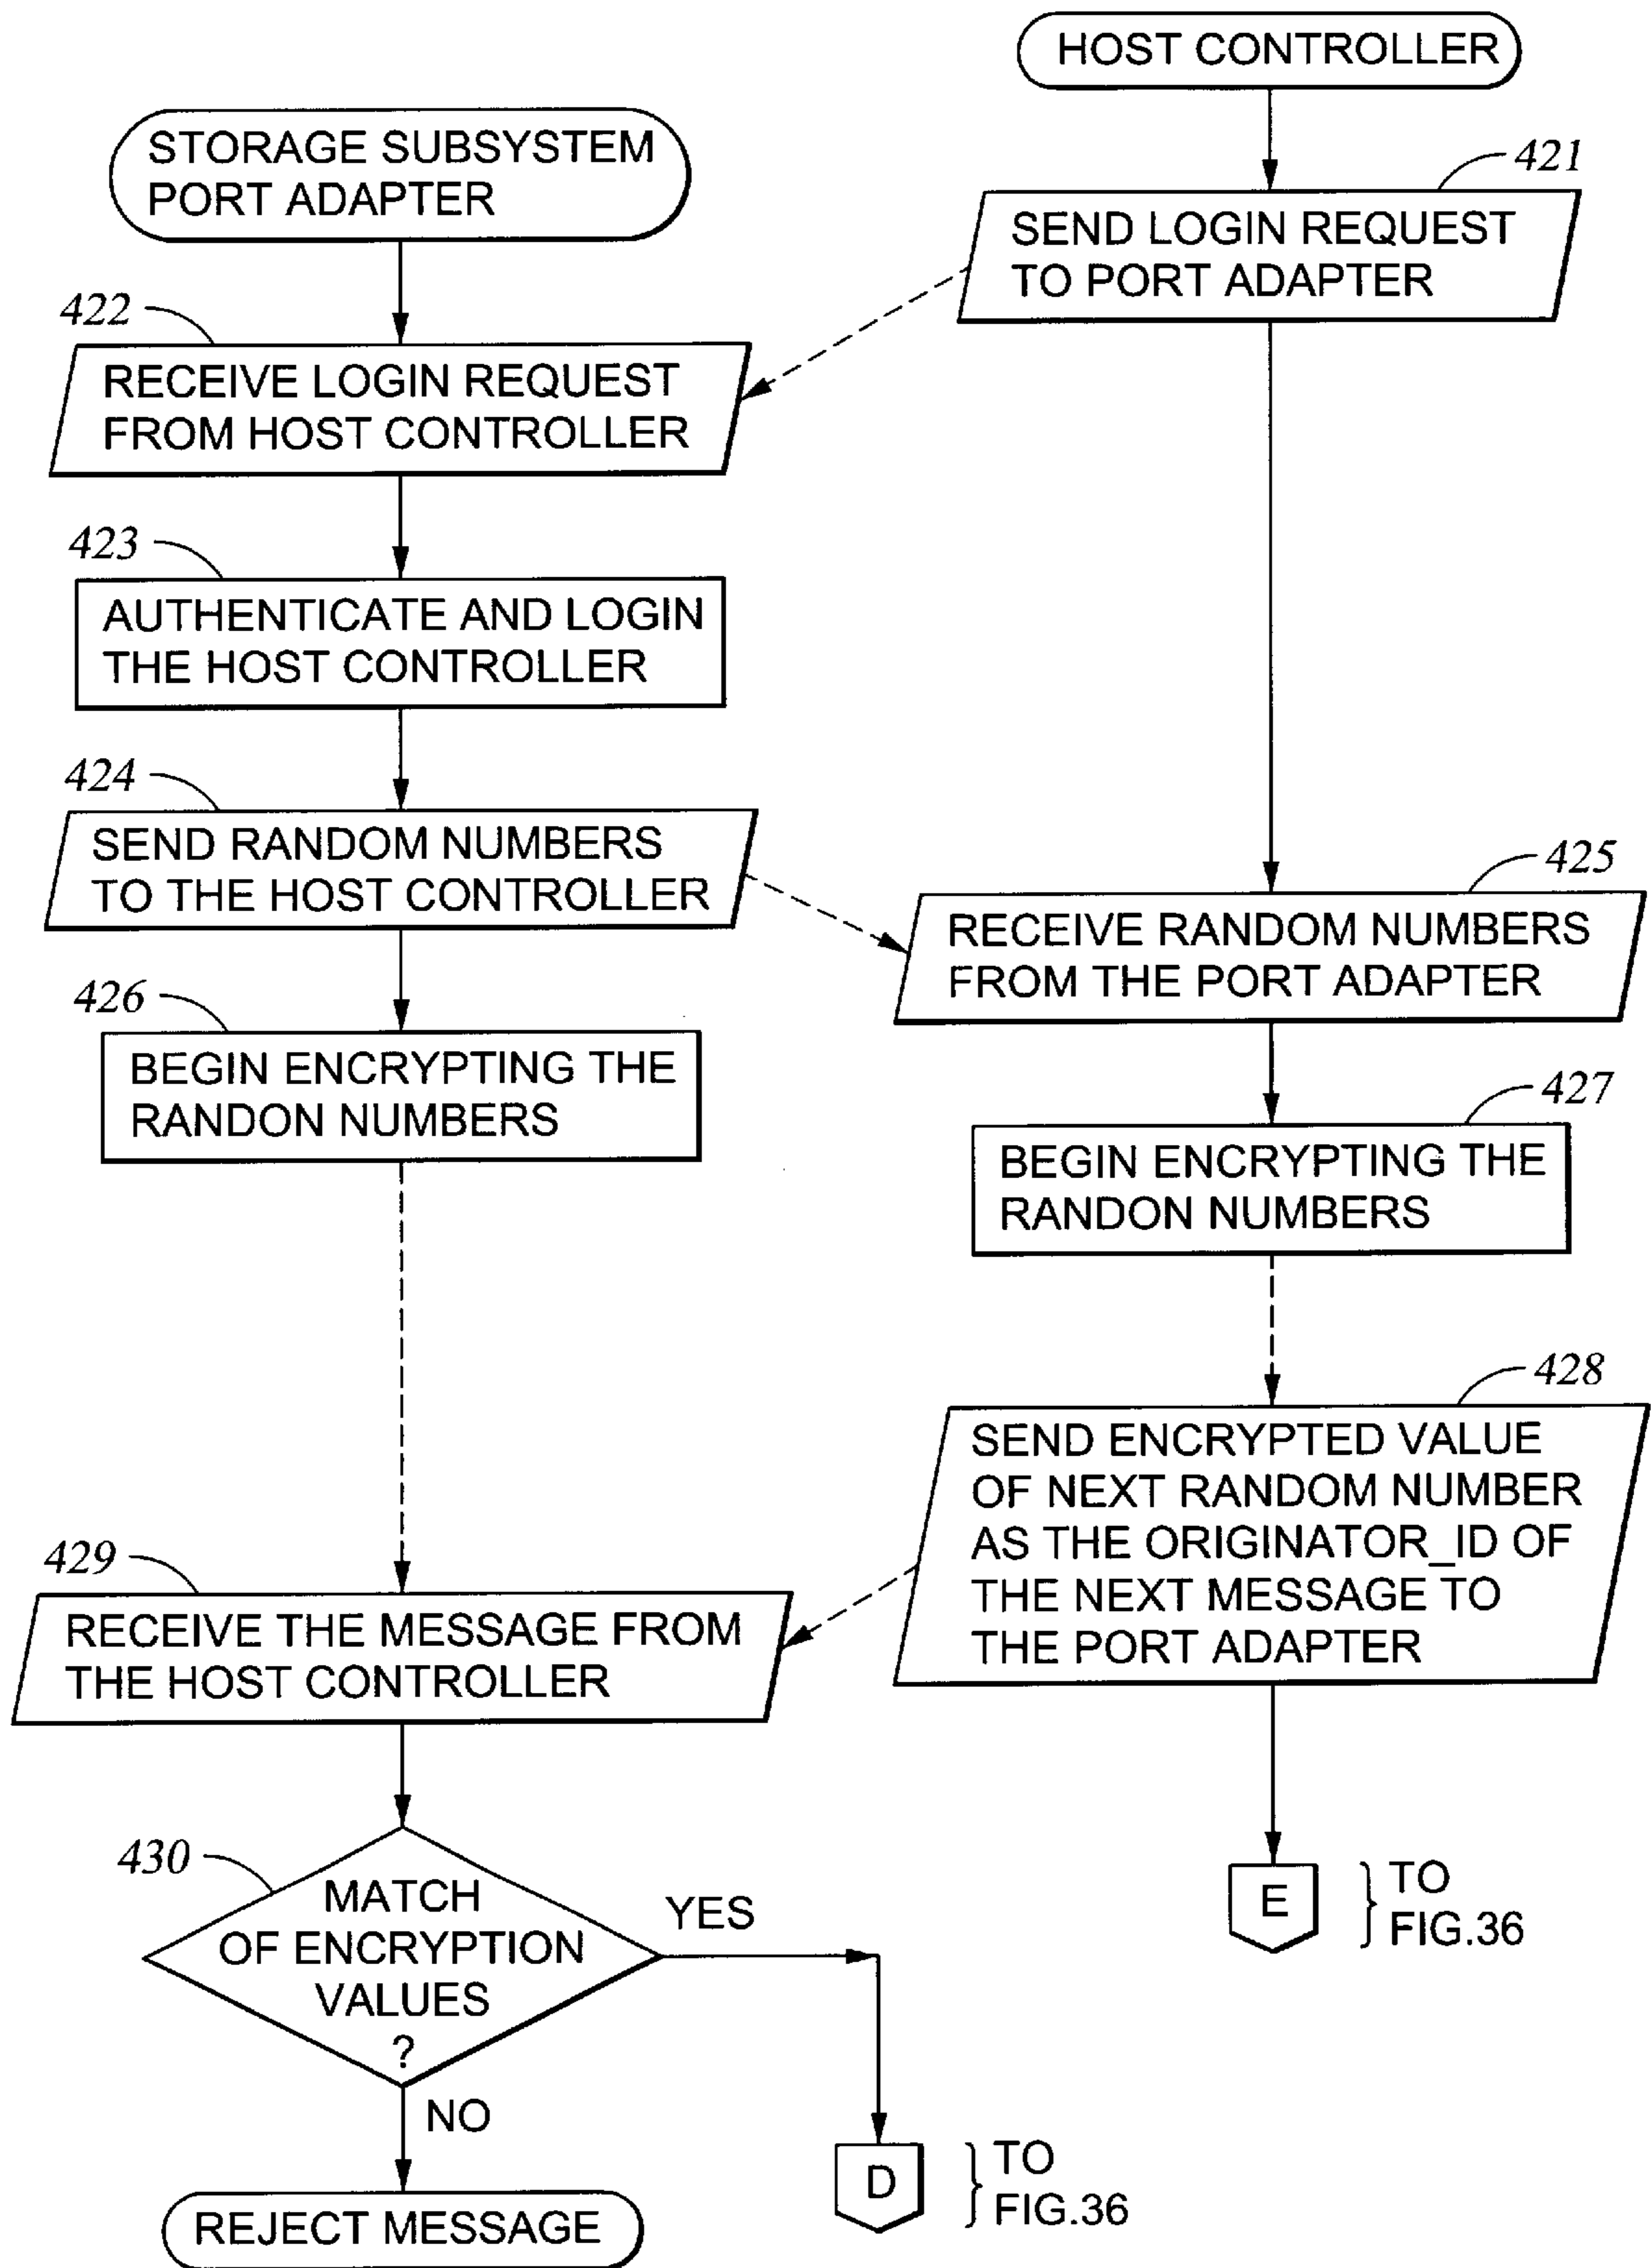 HOST CONTROLLER
STORAGE SUBSYSTEM
PORT ADAPTER
421
SEND LOGIN REQUEST
TO PORT ADAPTER
422
RECEIVE LOGIN REQUEST
FROM HOST CONTROLLER
423
AUTHENTICATE AND LOGIN
THE HOST CONTROLLER
424
SEND RANDOM NUMBERS
TO THE HOST CONTROLLER
425
RECEIVE RANDOM NUMBERS
FROM THE PORT ADAPTER
426
BEGIN ENCRYPTING THE
RANDON NUMBERS
427
BEGIN ENCRYPTING THE
RANDON NUMBERS
428
SEND ENCRYPTED VALUE
OF NEXT RANDOM NUMBER
AS THE ORIGINATOR_ID OF
THE NEXT MESSAGE TO
THE PORT ADAPTER
429
RECEIVE THE MESSAGE FROM
THE HOST CONTROLLER
430
MATCH
OF ENCRYPTION
VALUES
?
YES
E
TO
FIG.36
NO
D
TO
FIG.36
REJECT MESSAGE